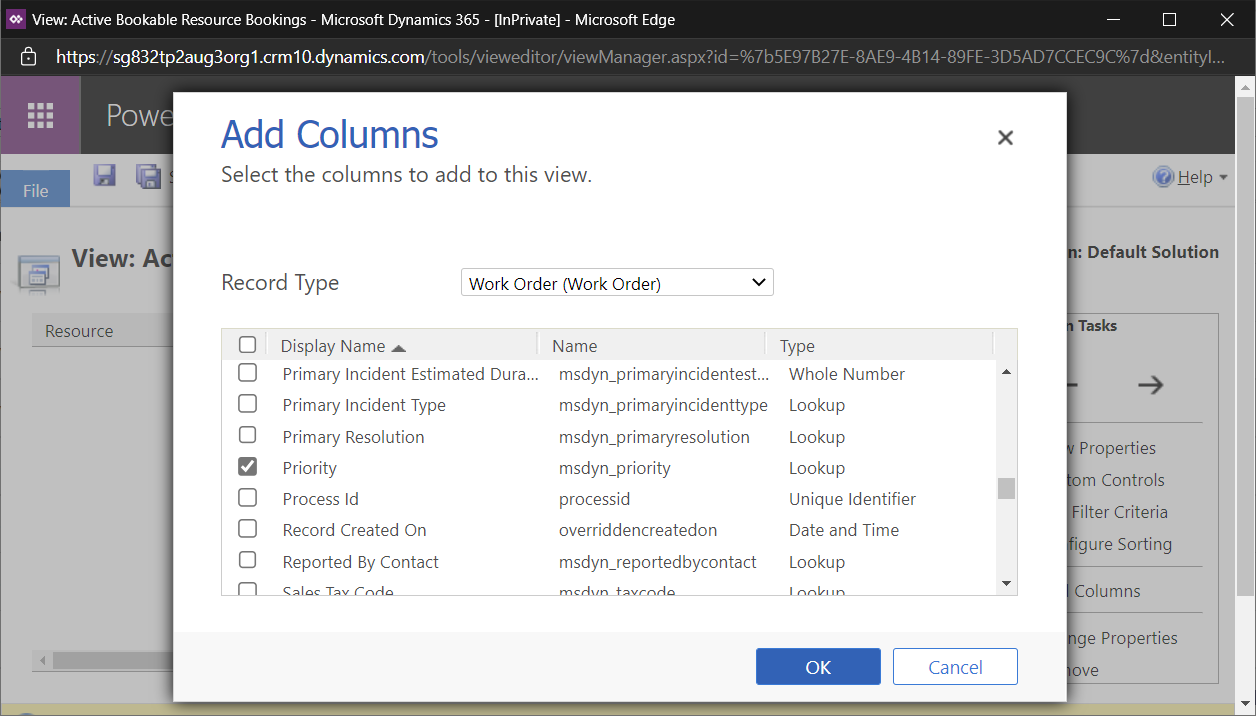 View: Active Bookable Resource Bookings - Microsoft Dynamics 365 - [InPrivate] - Microsoft Edge
https://sg832tp2aug3org1.crm10.dynamics.com/tools/vieweditor/viewManager.aspx?id=%7b5E97B27E-8AE9-4B14-89FE-3D5AD7CCEC9C%7d&entityl...
Powe
Add Columns
Select the columns to add to this view.
File
Help
View: Ac
n: Default Solution
Record Type
Work Order (Work Order)
Resource
n Tasks
Display Name Name Type
Primary Incident Estimated Dura... msdyn_primaryincidentest... Whole Number
Primary Incident Type msdyn_primaryincidenttype Lookup
Primary Resolution msdyn_primaryresolution Lookup
w Properties
Priority msdyn_priority Lookup
tom Controls
Process Id processid Unique Identifier
Filter Criteria
Record Created On overriddencreatedon Date and Time
figure Sorting
Reported By Contact msdyn_reportedbycontact Lookup
Sales Tax Code msdyn_taxcode Lookup
d Columns
nge Properties
OK Cancel
nove